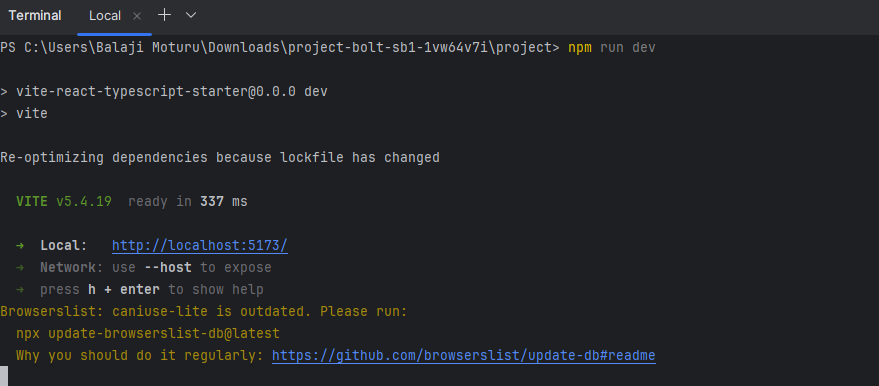 Terminal Local
PS C:\Users\Balaji Moturu\Downloads\project-bolt-sb1-1vw64v7i\project> npm run dev
> vite-react-typescript-starter@0.0.0 dev
> vite
Re-optimizing dependencies because lockfile has changed
VITE v5.4.19 ready in 337 ms
➜ Local: http://localhost:5173/
➜ Network: use --host to expose
➜ press h + enter to show help
Browserslist: caniuse-lite is outdated. Please run:
npx update-browserslist-db@latest
Why you should do it regularly: https://github.com/browserslist/update-db#readme